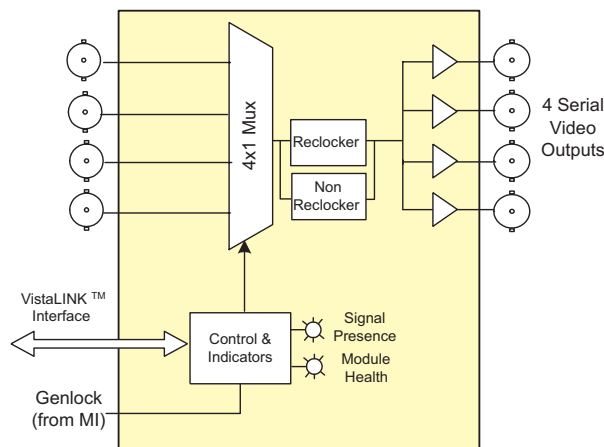 4x1 Mux
Reclocker
Non
Reclocker
4 Serial
Video
Outputs
VistaLINK ™
Interface
Control &
Indicators
Signal
Presence
Module
Health
Genlock
(from MI)